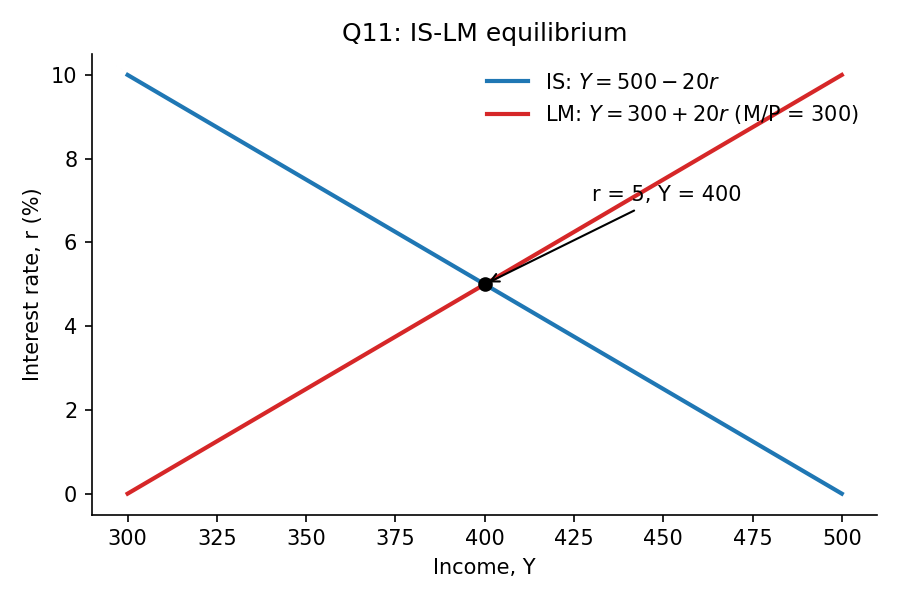 Q11: IS-LM equilibrium
IS: Y = 500 − 20r
LM: Y = 300 + 20r (M/P = 300)
r = 5, Y = 400
Interest rate, r (%)
10
8
6
4
2
0
300 325 350 375 400 425 450 475 500
Income, Y